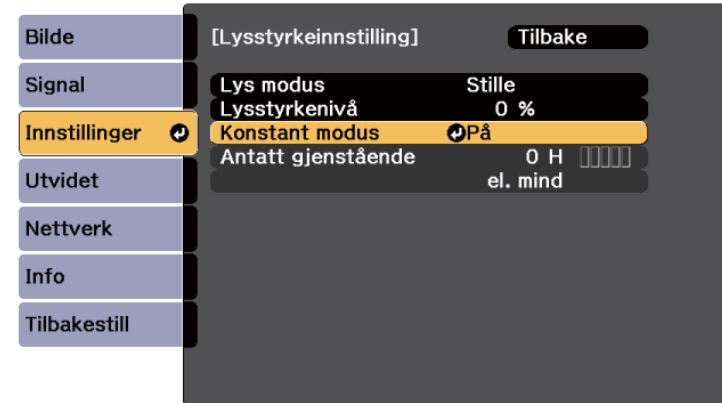 Bilde
Signal
Innstillinger
Utvidet
Nettverk
Info
Tilbakestill
[Lysstyrkeinnstilling] Tilbake
Lys modus Stille
Lysstyrkenivå 0 %
Konstant modus På
Antatt gjenstående 0 H
el. mind